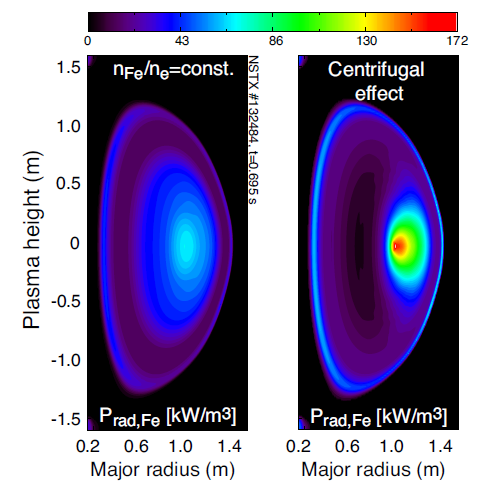 0 43 86 130 172
nFe/ne=const.
Centrifugal
effect
NSTX #132484, t=0.695 s
Plasma height (m)
1.5
1.0
0.5
0
-0.5
-1.0
-1.5
Prad,Fe [kW/m3]
Prad,Fe [kW/m3]
0.2 0.6 1.0 1.4
0.2 0.6 1.0 1.4
Major radius (m)
Major radius (m)